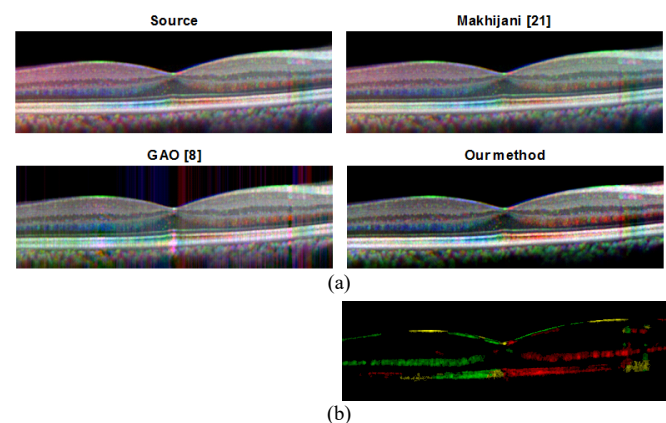 Source
Makhijani [21]
GAO [8]
Our method
(a)
(b)